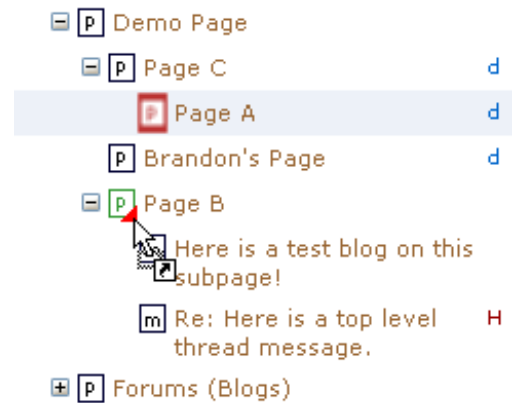 p Demo Page
p Page C d
p Page A d
p Brandon's Page d
p Page B
Here is a test blog on this
subpage!
m Re: Here is a top level H
thread message.
p Forums (Blogs)